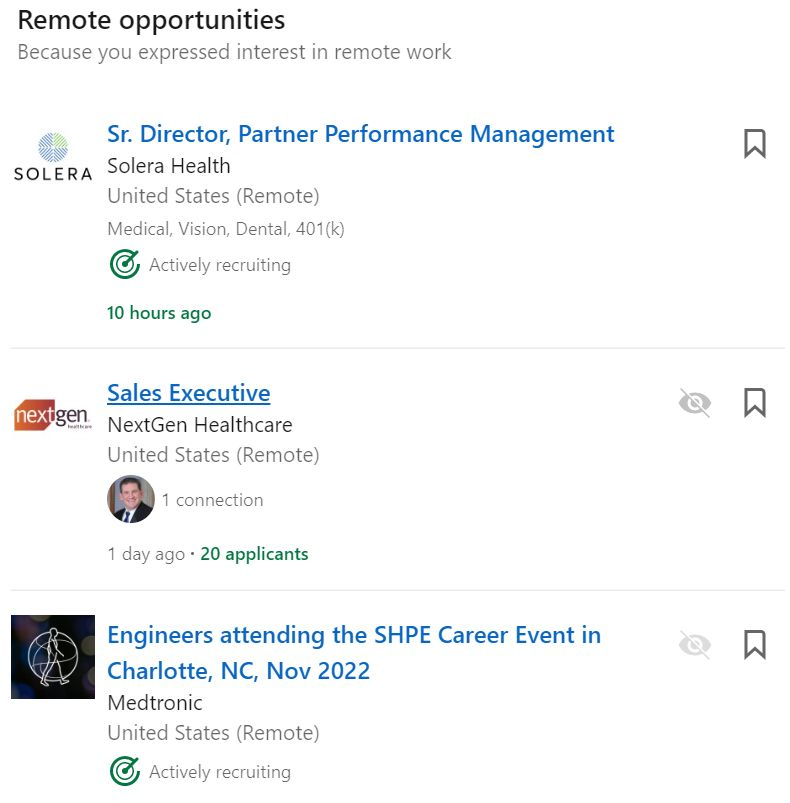 Remote opportunities
Because you expressed interest in remote work
Sr. Director, Partner Performance Management
SOLERA
Solera Health
United States (Remote)
Medical, Vision, Dental, 401(k)
Actively recruiting
10 hours ago
Sales Executive
nextgen
healthcare
NextGen Healthcare
United States (Remote)
1 connection
1 day ago · 20 applicants
Engineers attending the SHPE Career Event in
Charlotte, NC, Nov 2022
Medtronic
United States (Remote)
Actively recruiting